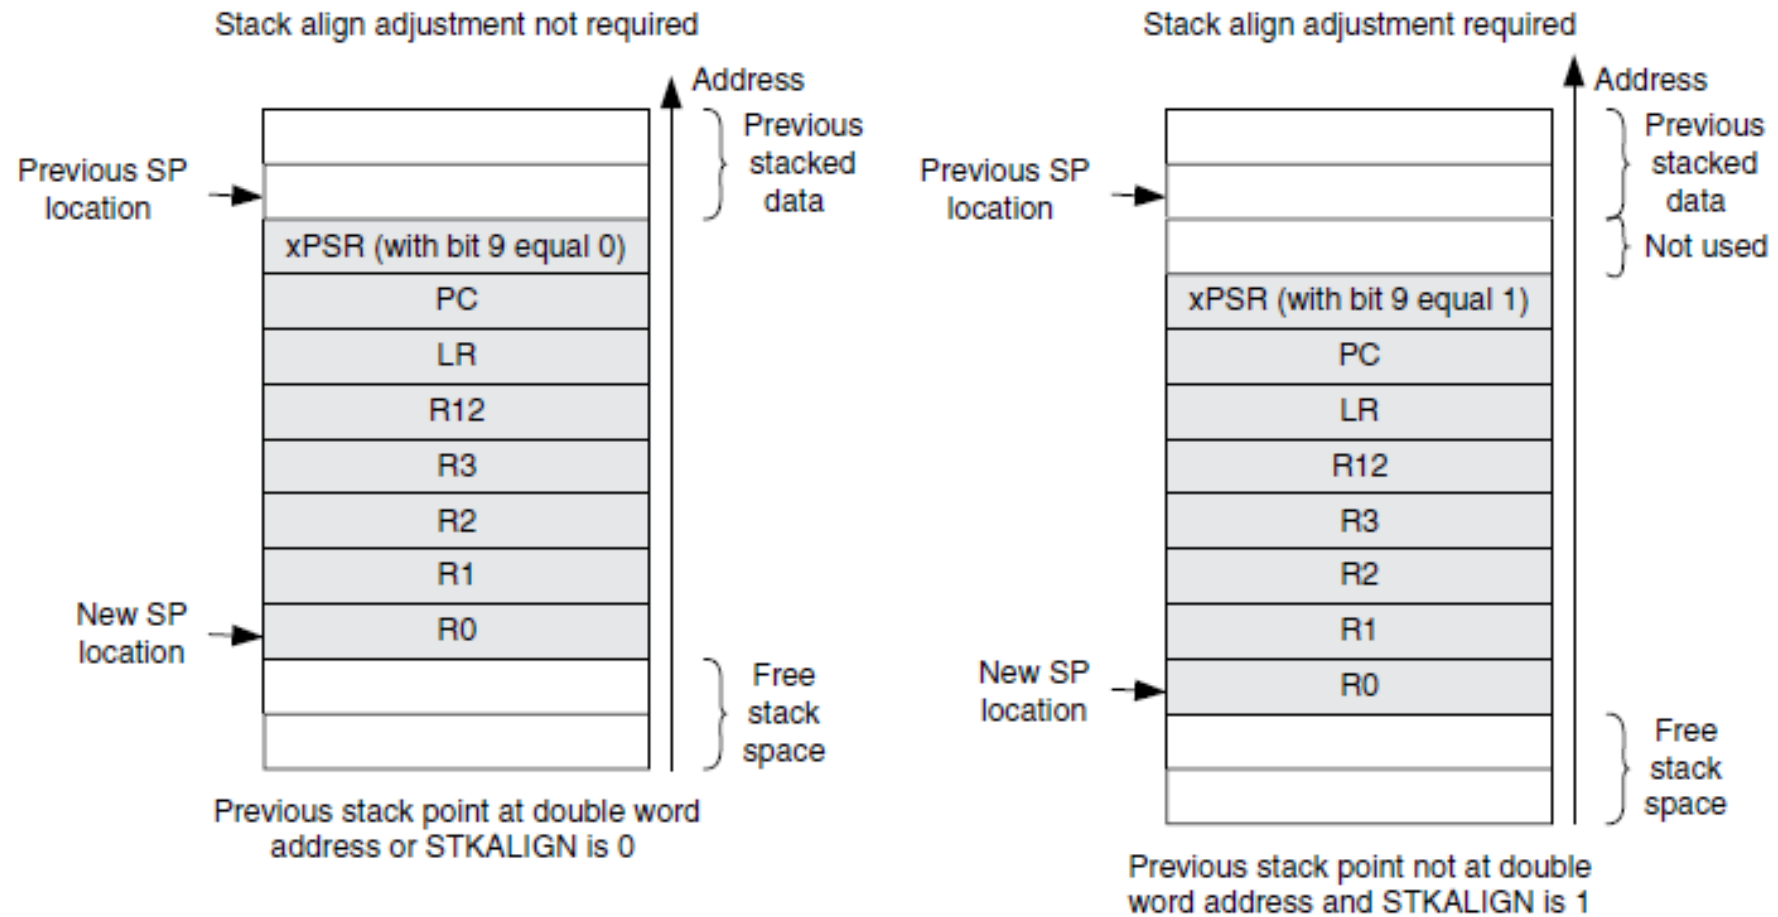 Stack align adjustment not required
Address
Previous
stacked
data
Previous SP
location
xPSR (with bit 9 equal 0)
PC
LR
R12
R3
R2
R1
R0
New SP
location
Free
stack
space
Previous stack point at double word
address or STKALIGN is 0
Stack align adjustment required
Address
Previous
stacked
data
Previous SP
location
Not used
xPSR (with bit 9 equal 1)
PC
LR
R12
R3
R2
R1
R0
New SP
location
Free
stack
space
Previous stack point not at double
word address and STKALIGN is 1